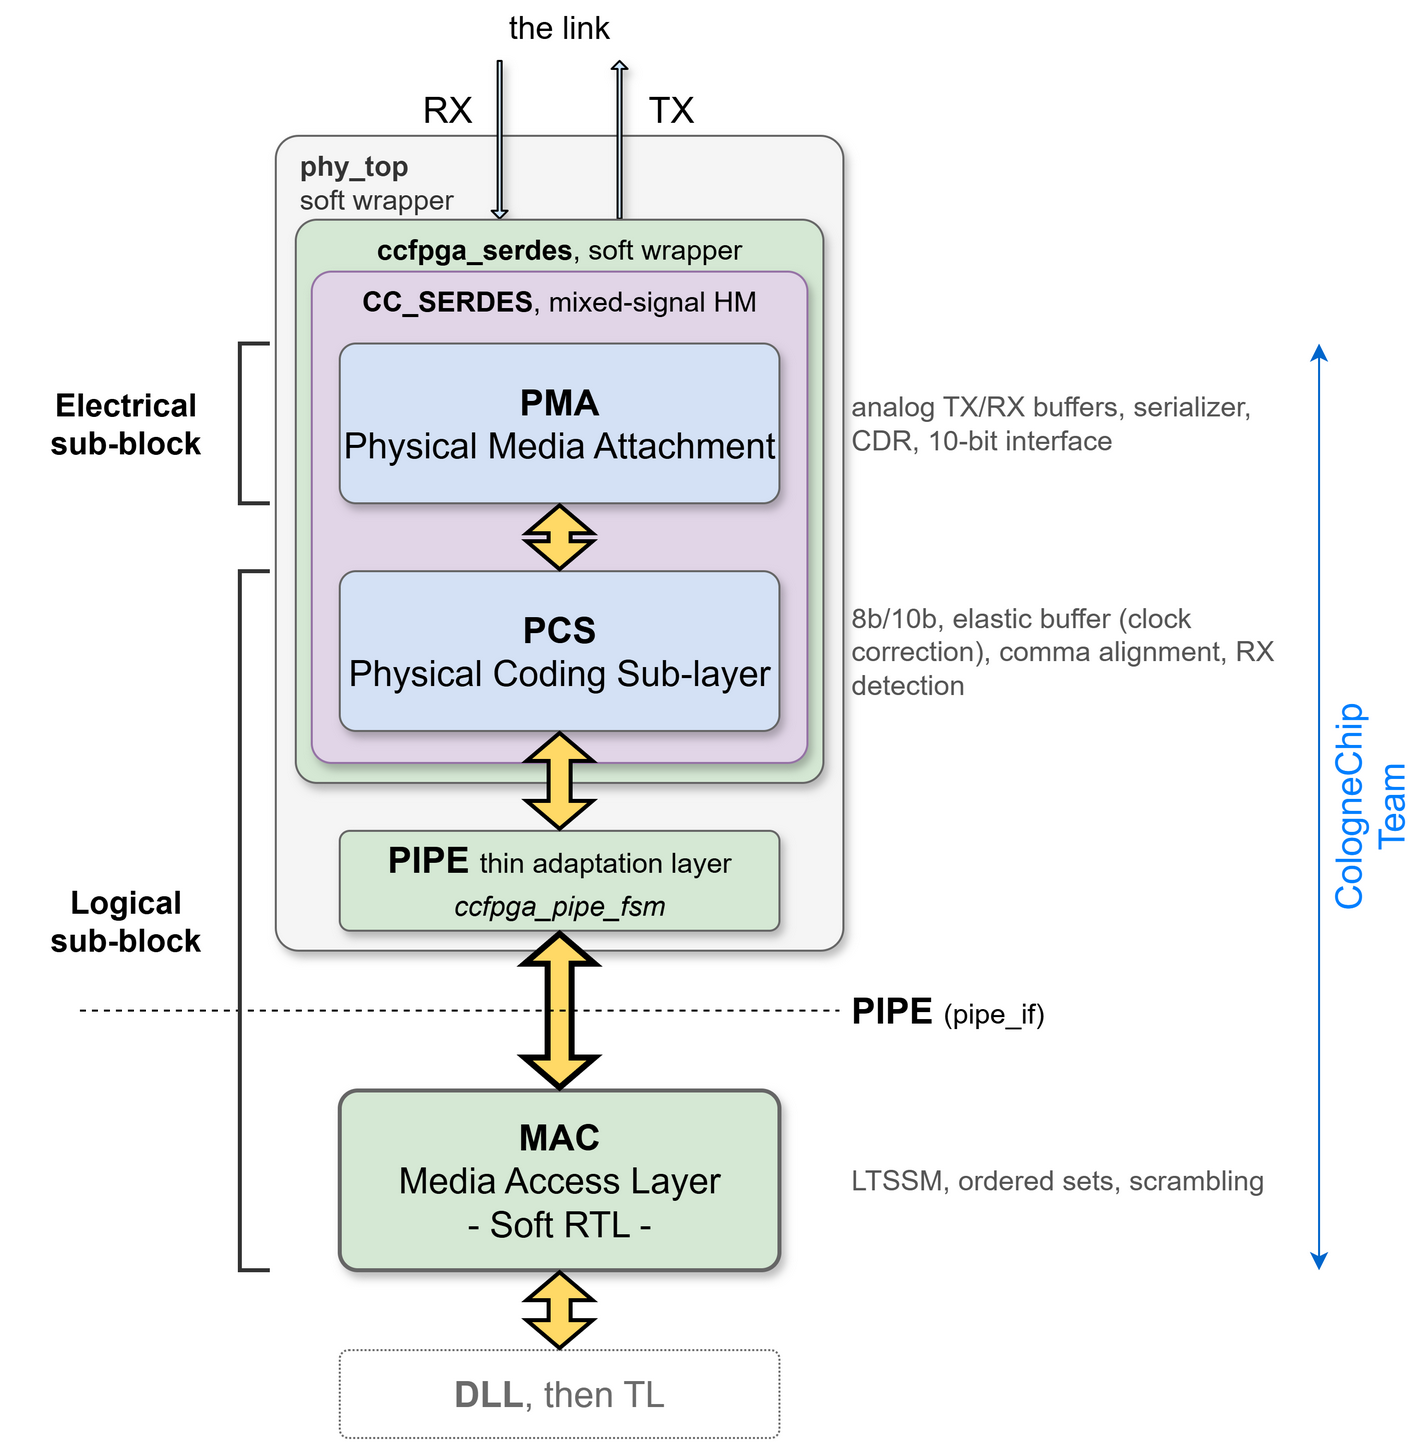 the link
RX
TX
phy_top
soft wrapper
ccfpga_serdes, soft wrapper
CC_SERDES, mixed-signal HM
Electrical
sub-block
PMA
Physical Media Attachment
analog TX/RX buffers, serializer,
CDR, 10-bit interface
PCS
Physical Coding Sub-layer
8b/10b, elastic buffer (clock
correction), comma alignment, RX
detection
CologneChip
Team
Logical
sub-block
PIPE thin adaptation layer
ccfpga_pipe_fsm
PIPE (pipe_if)
MAC
Media Access Layer
- Soft RTL -
LTSSM, ordered sets, scrambling
DLL, then TL